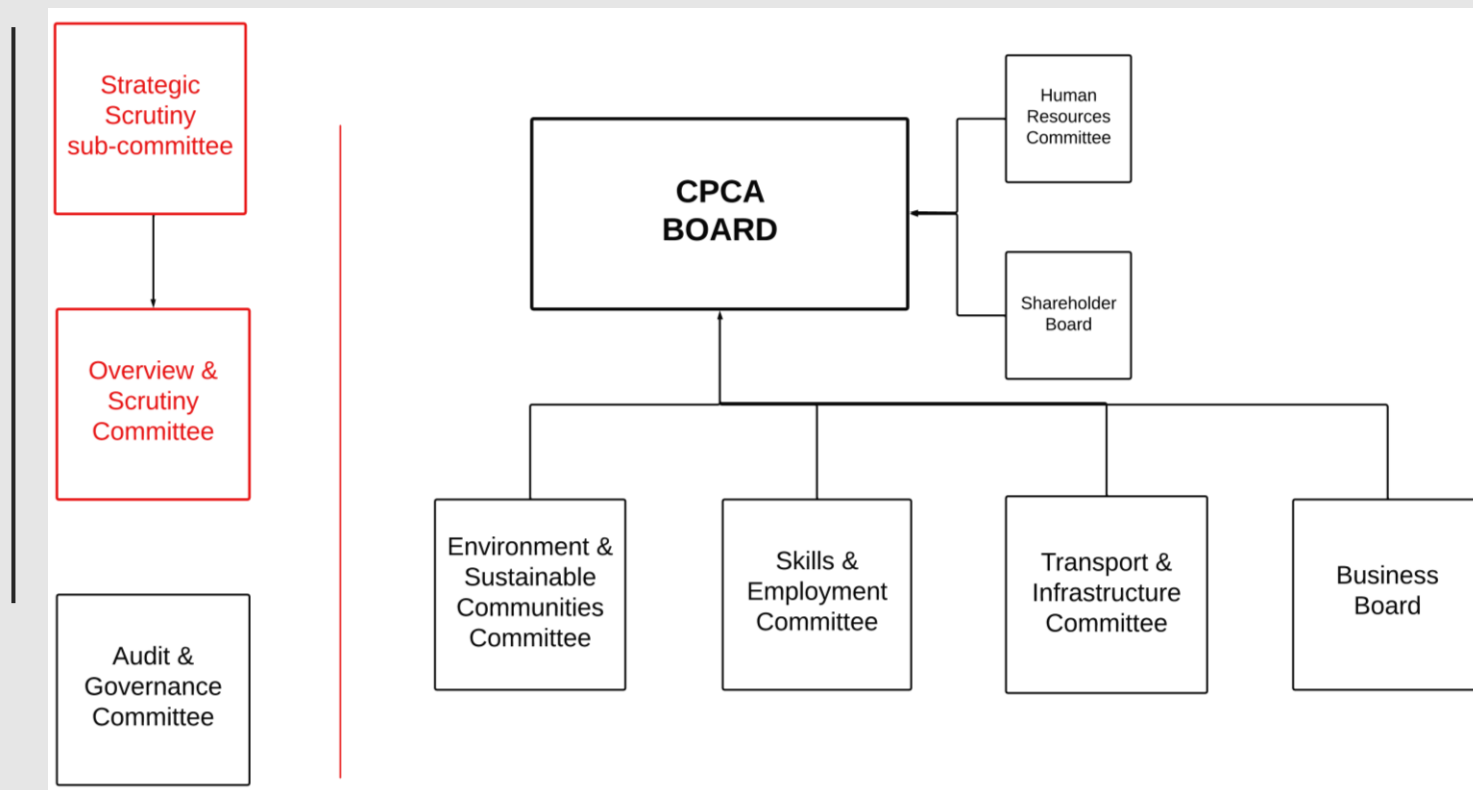 Strategic
Scrutiny
sub-committee
Overview &
Scrutiny
Committee
Audit &
Governance
Committee
CPCA
BOARD
Human
Resources
Committee
Shareholder
Board
Environment &
Sustainable
Communities
Committee
Skills &
Employment
Committee
Transport &
Infrastructure
Committee
Business
Board